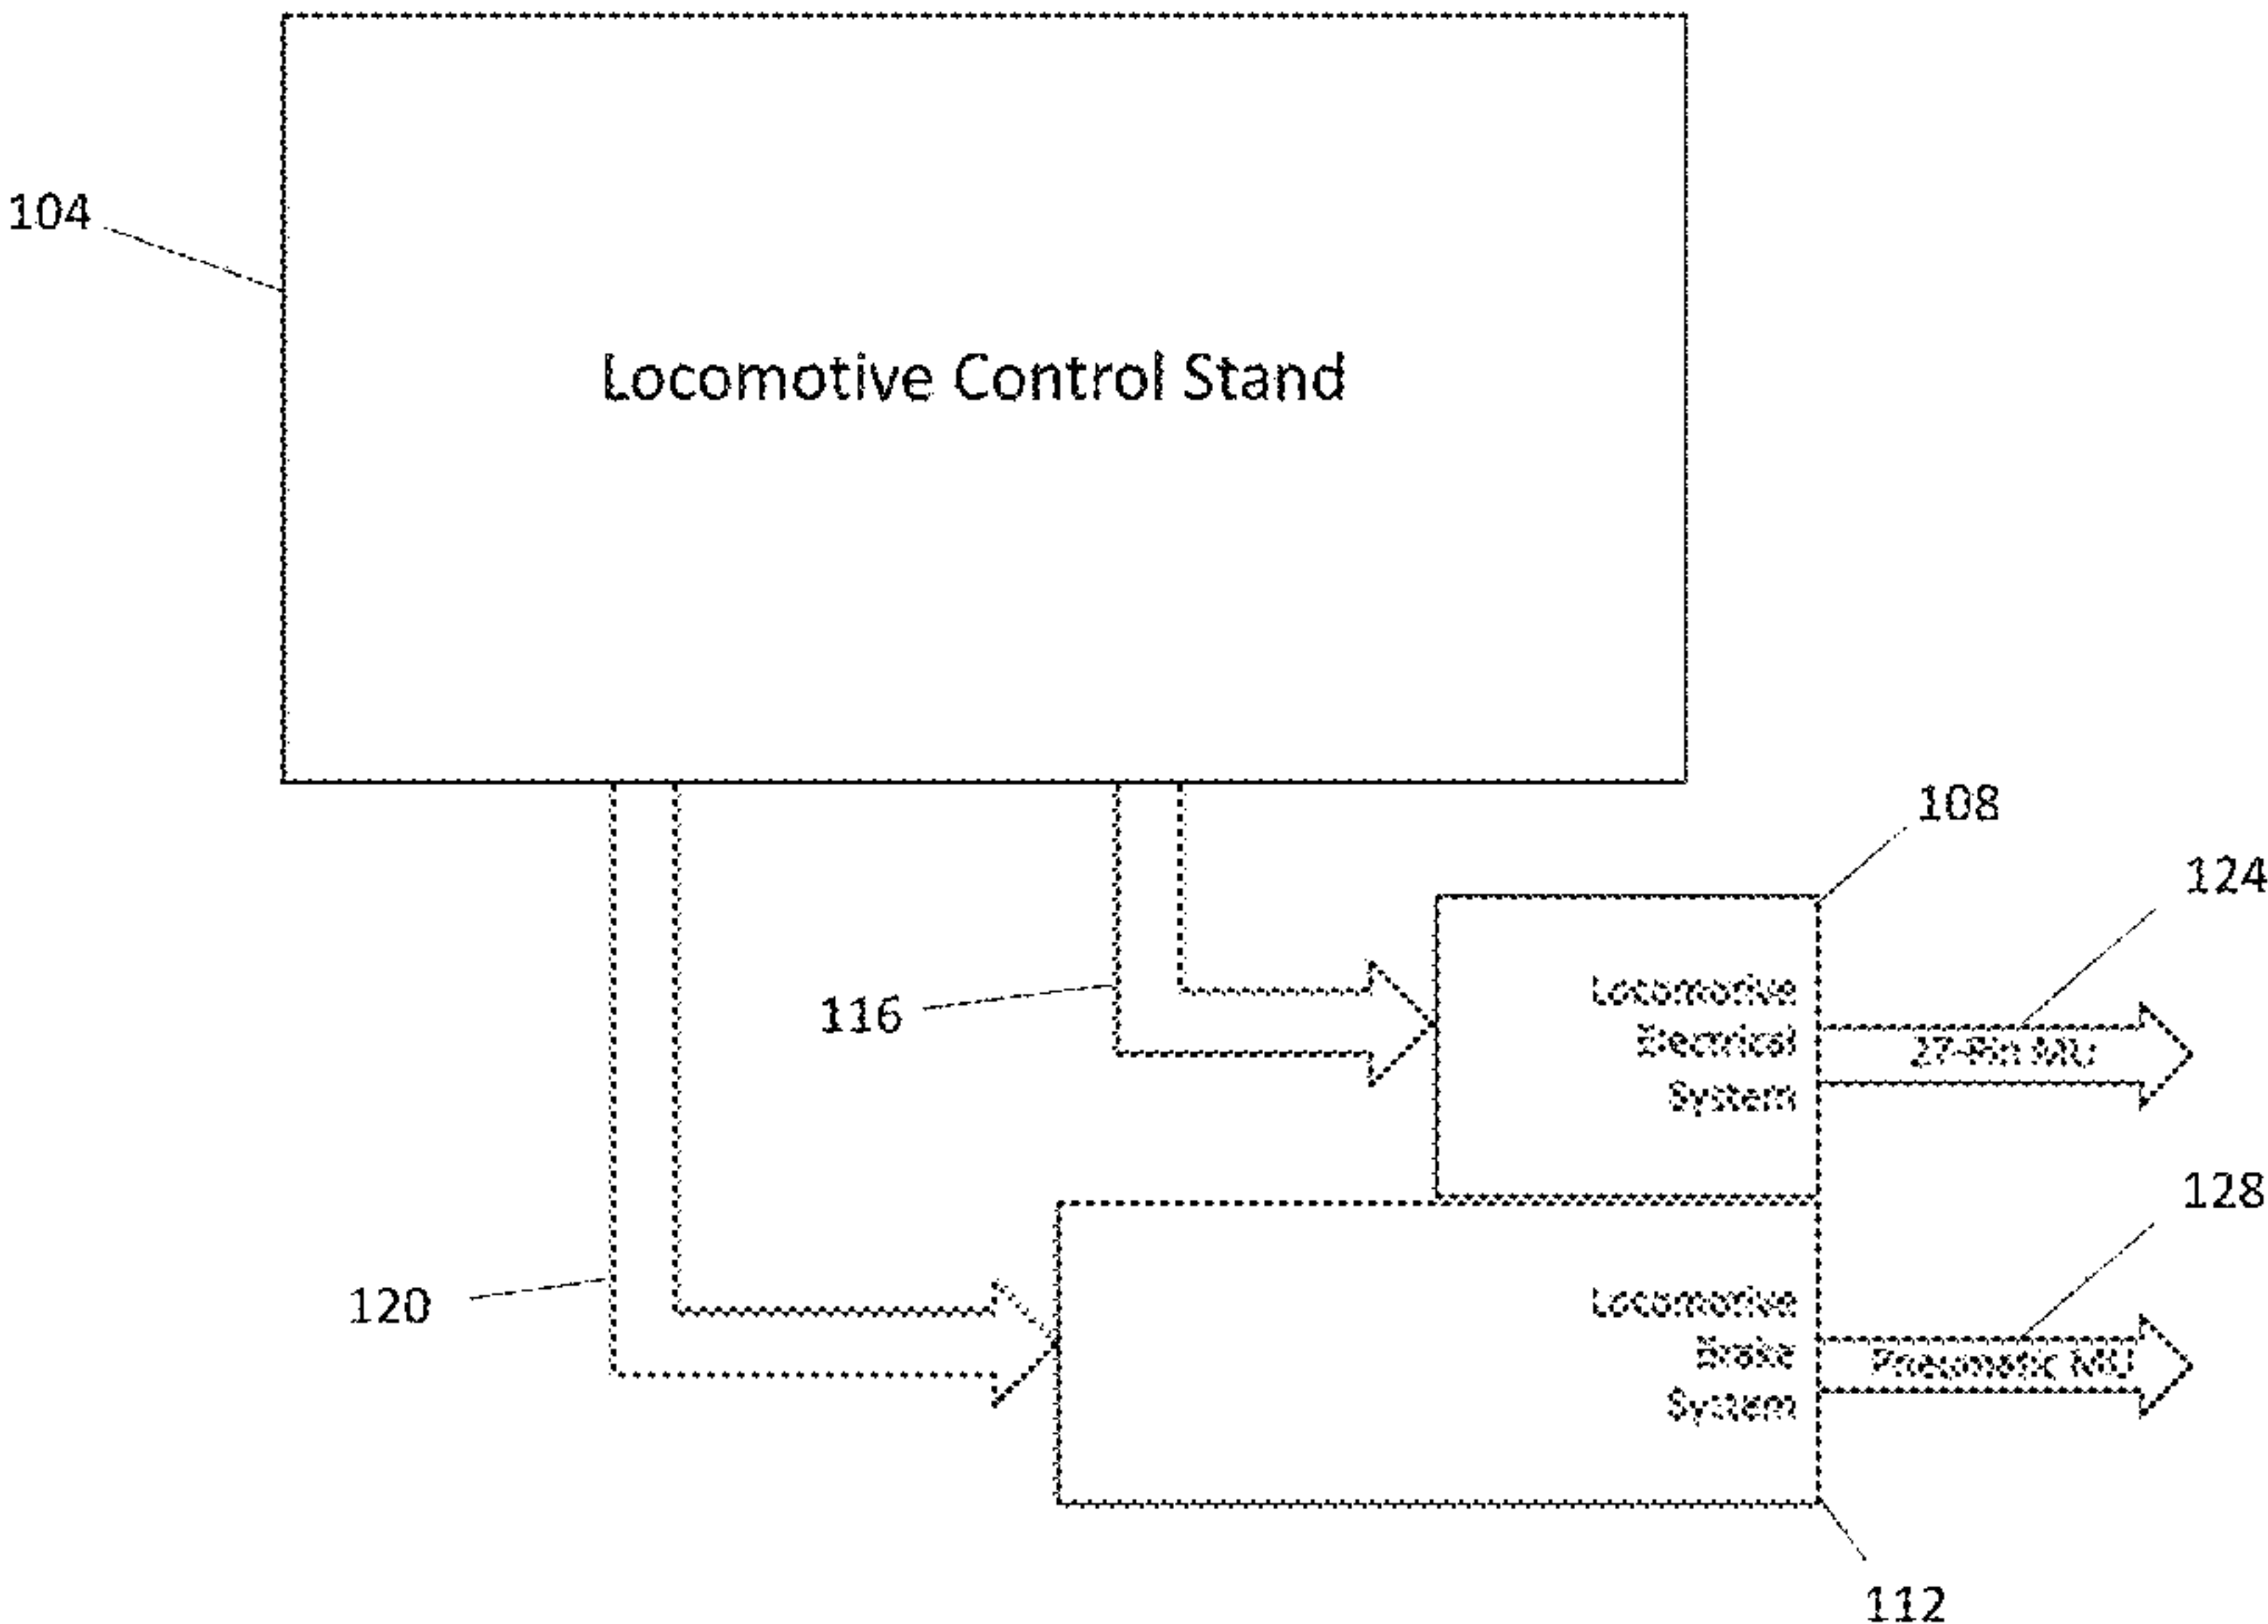 104
Locomotive Control Stand
108
124
116
Locomotive
Electrical
System
27-Pin MU
128
120
Locomotive
Brake
System
Pneumatic MU
112